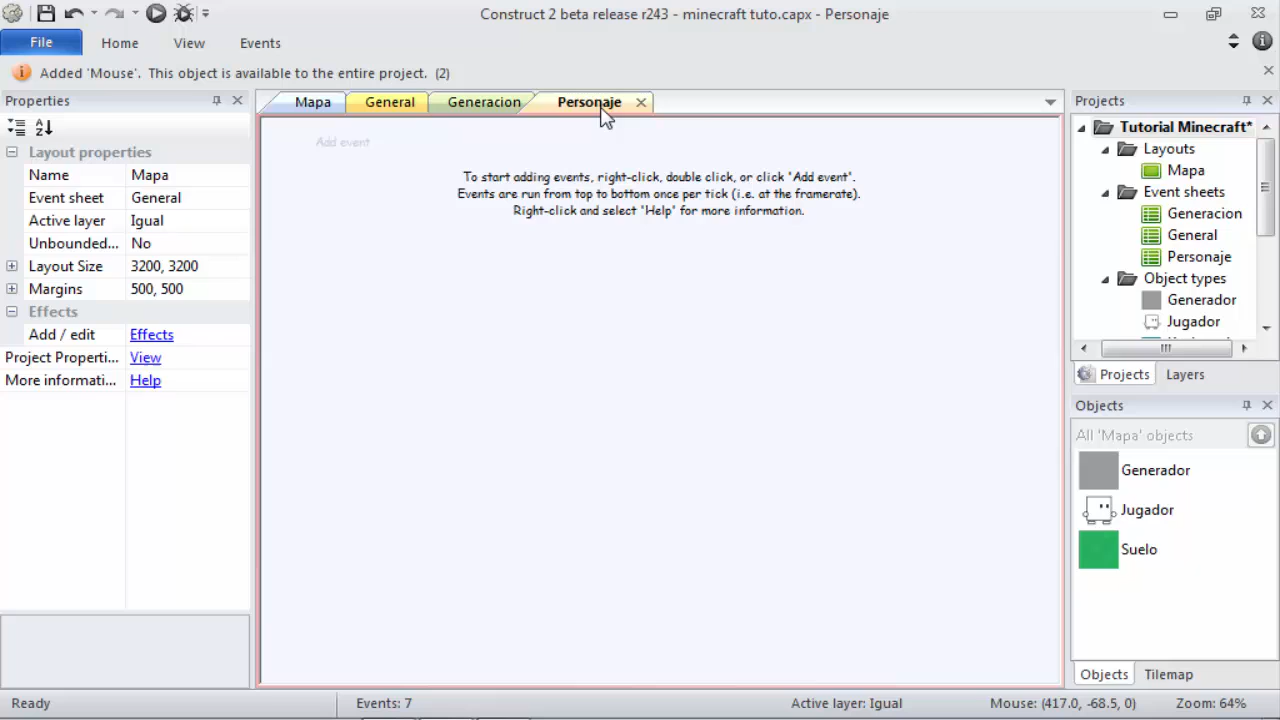 Construct 2 beta release r243 - minecraft tuto.capx - Personaje
File
Home
View
Events
Added 'Mouse'. This object is available to the entire project. (2)
Properties
Layout properties
Name Mapa
Event sheet General
Active layer Igual
Unbounded... No
Layout Size 3200, 3200
Margins 500, 500
Effects
Add / edit Effects
Project Properti... View
More informati... Help
Mapa
General
Generacion
Personaje
Add event
To start adding events, right-click, double click, or click "Add event".
Events are run from top to bottom once per tick (i.e. at the framerate).
Right-click and select "Help" for more information.
Projects
Tutorial Minecraft*
Layouts
Mapa
Event sheets
Generacion
General
Personaje
Object types
Generador
Jugador
Projects
Layers
Objects
All 'Mapa' objects
Generador
Jugador
Suelo
Objects
Tilemap
Ready
Events: 7
Active layer: Igual
Mouse: (417.0, -68.5, 0)
Zoom: 64%